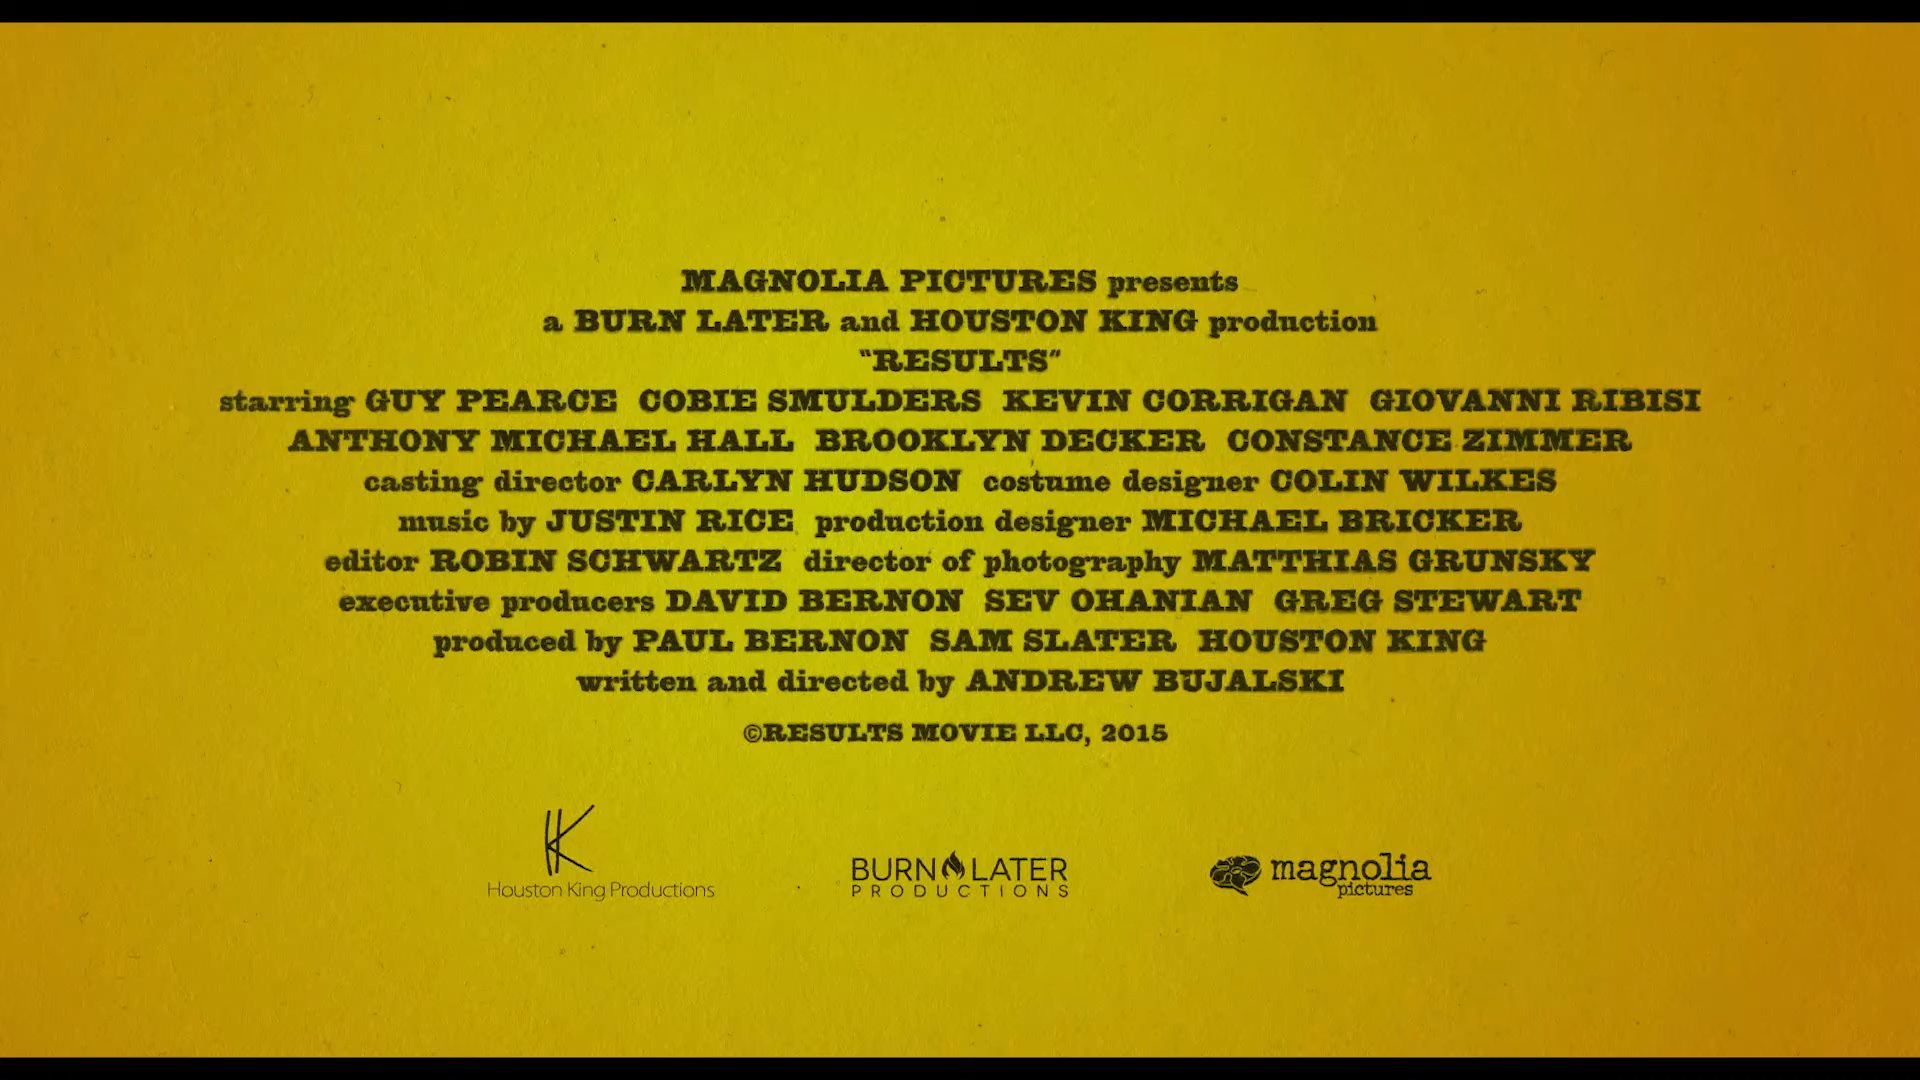 MAGNOLIA PICTURES presents
a BURN LATER and HOUSTON KING production
"RESULTS"
starring GUY PEARCE COBIE SMULDERS KEVIN CORRIGAN GIOVANNI RIBISI
ANTHONY MICHAEL HALL BROOKLYN DECKER CONSTANCE ZIMMER
casting director CARLYN HUDSON costume designer COLIN WILKES
music by JUSTIN RICE production designer MICHAEL BRICKER
editor ROBIN SCHWARTZ director of photography MATTHIAS GRUNSKY
executive producers DAVID BERNON SEV OHANIAN GREG STEWART
produced by PAUL BERNON SAM SLATER HOUSTON KING
written and directed by ANDREW BUJALSKI
©RESULTS MOVIE LLC, 2015
Houston King Productions
BURN LATER
PRODUCTIONS
magnolia
pictures